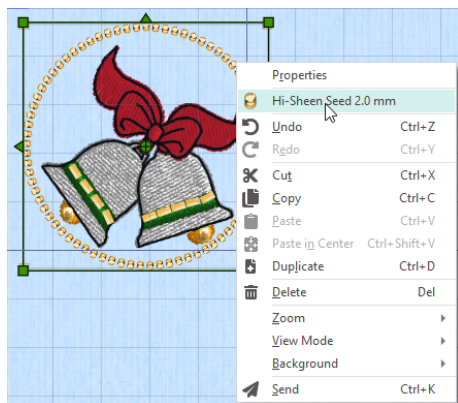 Properties
Hi-Sheen Seed 2.0 mm
Undo Ctrl+Z
Redo Ctrl+Y
Cut Ctrl+X
Copy Ctrl+C
Paste Ctrl+V
Paste in Center Ctrl+Shift+V
Duplicate Ctrl+D
Delete Del
Zoom
View Mode
Background
Send Ctrl+K